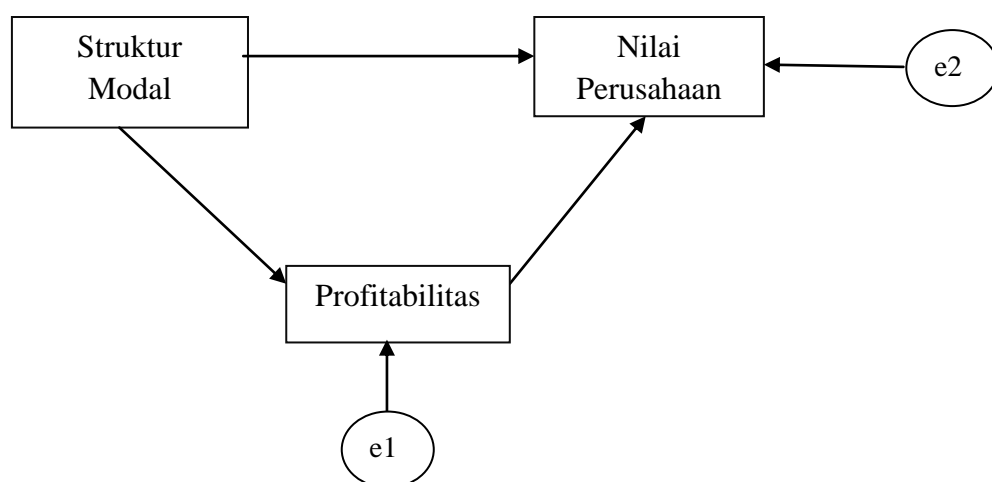 Struktur
Modal
Nilai
Perusahaan
e2
Profitabilitas
e1